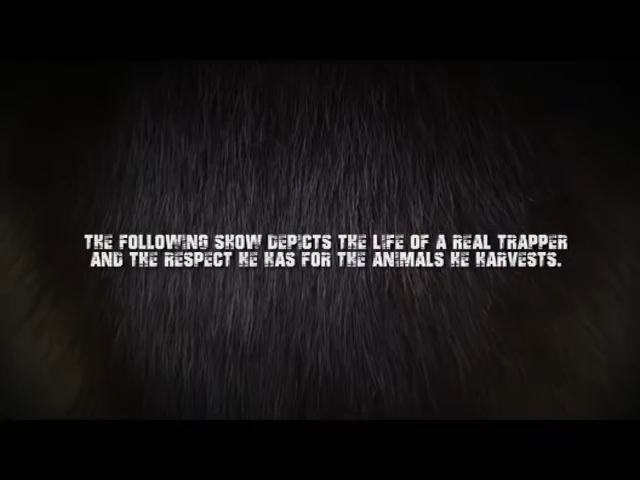 THE FOLLOWING SHOW DEPICTS THE LIFE OF A REAL TRAPPER
AND THE RESPECT HE HAS FOR THE ANIMALS HE HARVESTS.